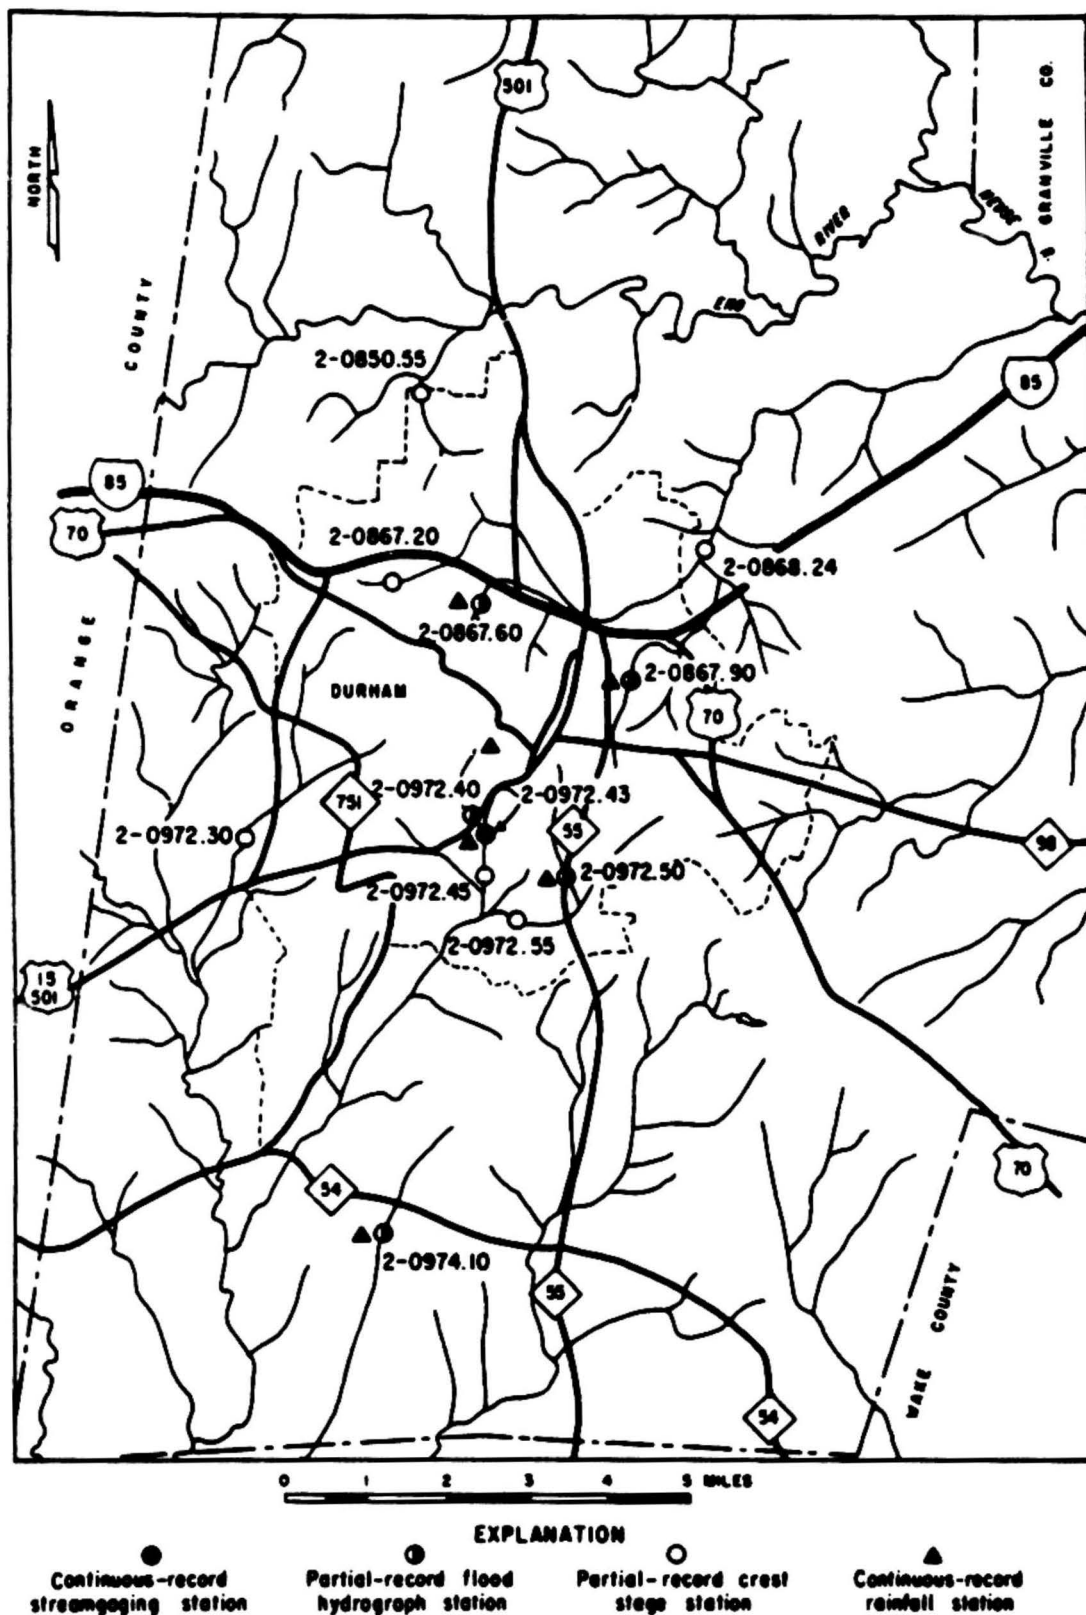 501
NORTH
GRANVILLE CO.
RIVER
NEUSE
ENO
COUNTY
2-0850.55
85
85
70
2-0867.20
2-0868.24
2-0867.60
ORANGE
2-0867.90
DURHAM
70
2-0972.40
2-0972.43
751
55
2-0972.30
98
2-0972.45
2-0972.50
2-0972.55
15
501
70
54
2-0974.10
55
WAKE COUNTY
54
0 1 2 3 4 5 MILES
EXPLANATION
Continuous-record
streamgaging station
Partial-record flood
hydrograph station
Partial-record crest
stage station
Continuous-record
rainfall station